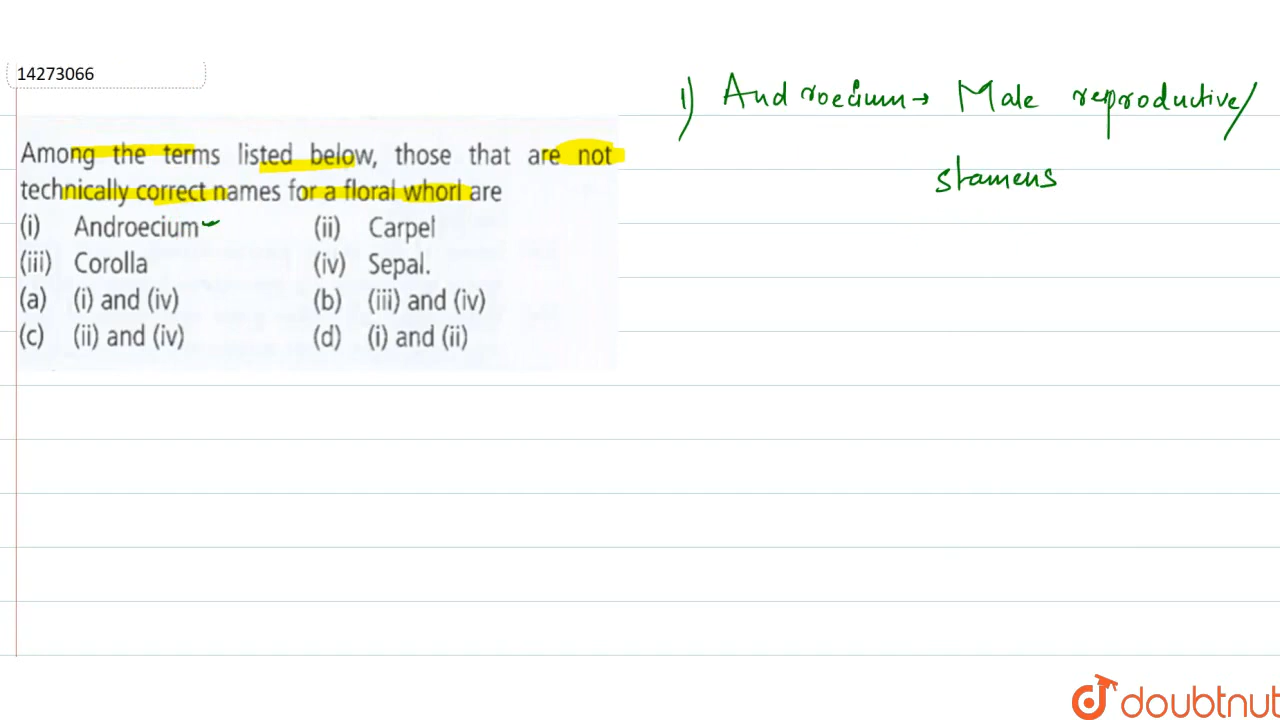 14273066
1) Androecium → Male reproductive/
stamens
Among the terms listed below, those that are not
technically correct names for a floral whorl are
(i) Androecium (ii) Carpel
(iii) Corolla (iv) Sepal.
(a) (i) and (iv) (b) (iii) and (iv)
(c) (ii) and (iv) (d) (i) and (ii)
doubtnut